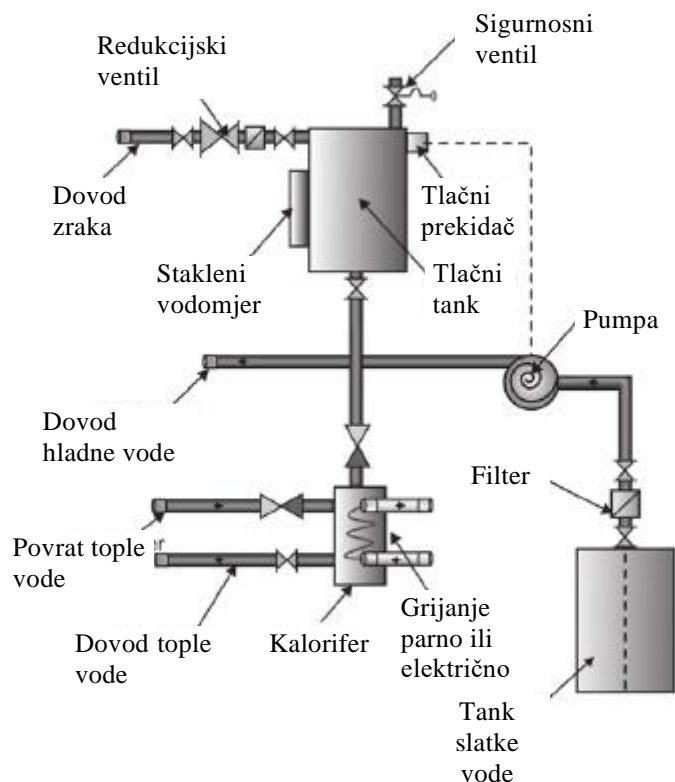 Sigurnosni
ventil
Redukcijski
ventil
Dovod
zraka
Tlačni
prekidač
Stakleni
vodomjer
Tlačni
tank
Pumpa
Dovod
hladne vode
Filter
Povrat tople
vode
Dovod tople
vode
Kalorifer
Grijanje
parno ili
električno
Tank
slatke
vode